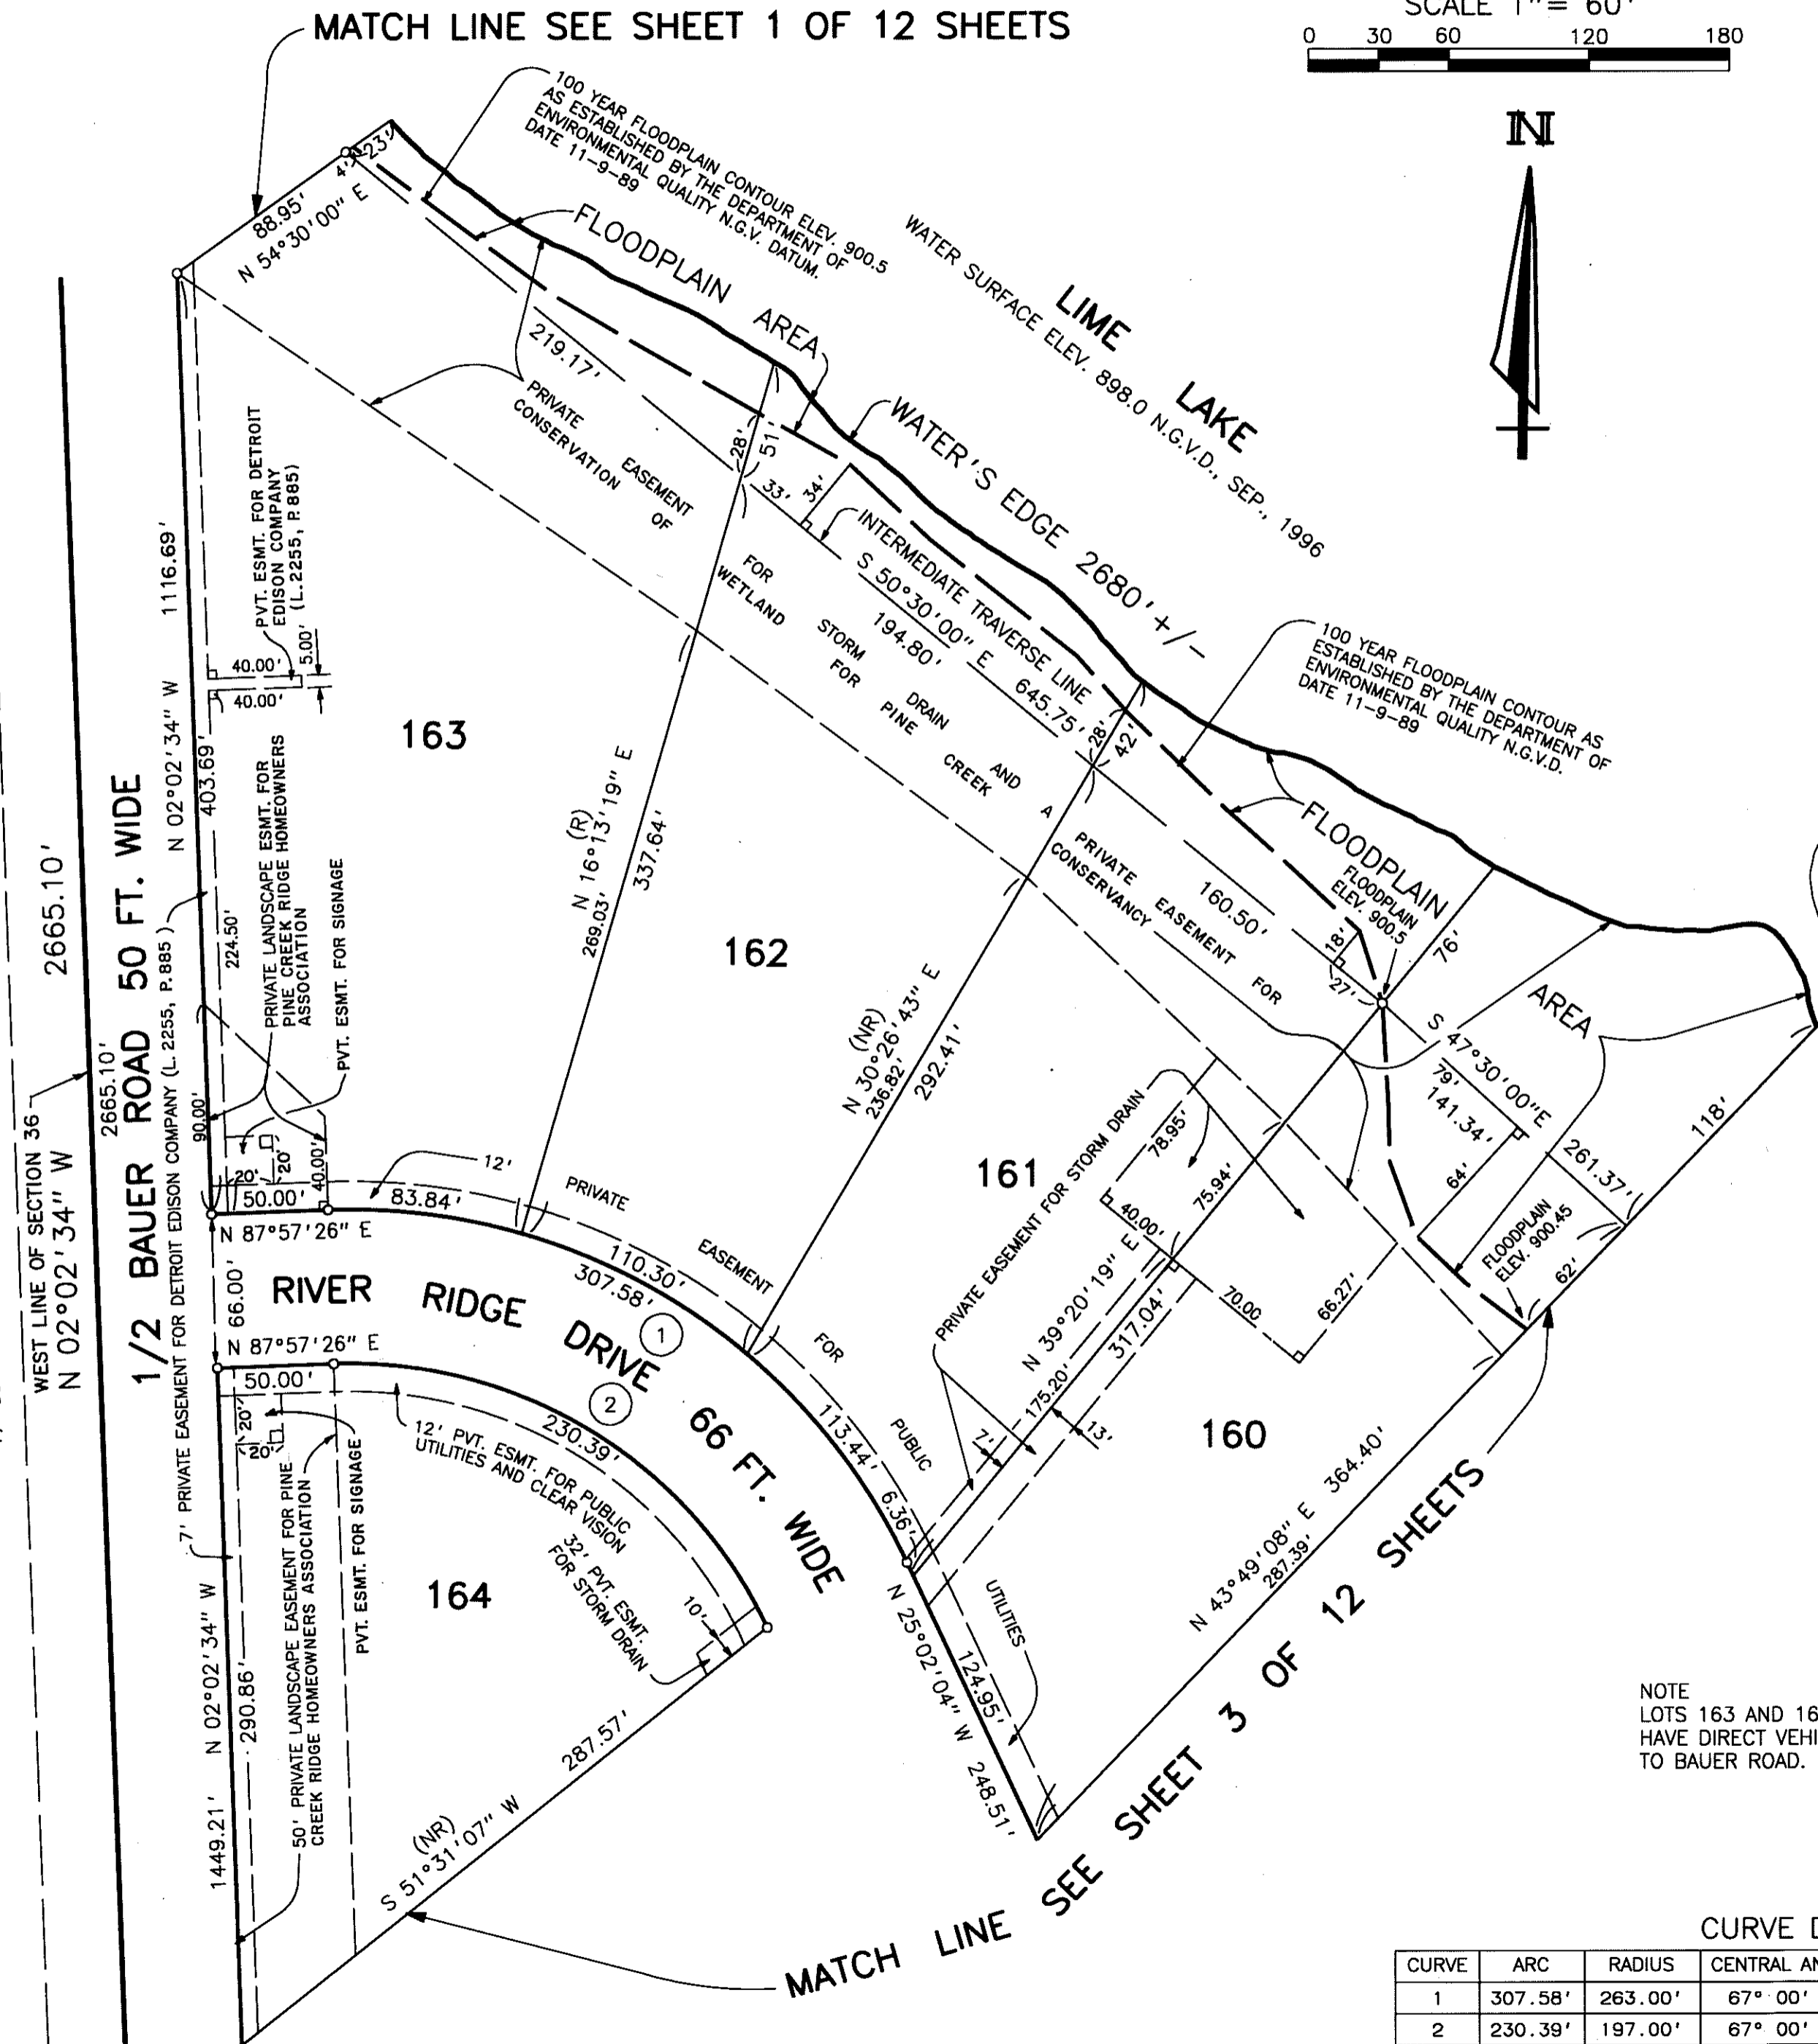 MATCH LINE SEE SHEET 1 OF 12 SHEETS
SCALE 1"= 60'
0 30 60 120 180
N
100 YEAR FLOODPLAIN CONTOUR ELEV. 900.5
AS ESTABLISHED BY THE DEPARTMENT OF
ENVIRONMENTAL QUALITY N.G.V. DATUM.
DATE 11-9-89
4'
23'
88.95'
N 54°30'00" E
FLOODPLAIN AREA
WATER SURFACE ELEV. 898.0 N.G.V.D., SEP., 1996
LIME LAKE
WATER'S EDGE 2680'+/-
219.17'
PRIVATE EASEMENT FOR STORM DRAIN AND A
CONSERVATION OF WETLAND FOR PINE CREEK
28'
51'
33'
34'
INTERMEDIATE TRAVERSE LINE
S 50°30'00" E 645.75'
194.80'
28'
42'
100 YEAR FLOODPLAIN CONTOUR AS
ESTABLISHED BY THE DEPARTMENT OF
ENVIRONMENTAL QUALITY N.G.V.D.
DATE 11-9-89
PRIVATE EASEMENT FOR
CONSERVANCY
160.50'
FLOODPLAIN AREA
FLOODPLAIN
ELEV. 900.5
18'
27'
76'
S 47°30'00"E
79'
141.34'
261.37'
64'
118'
62'
FLOODPLAIN
ELEV. 900.45
PVT. ESMT. FOR DETROIT
EDISON COMPANY
(L.2255, P.885)
5.00'
40.00'
40.00'
1116.69'
N 02°02'34" W
403.69'
224.50'
90.00'
PRIVATE LANDSCAPE ESMT. FOR
PINE CREEK RIDGE HOMEOWNERS
ASSOCIATION
PVT. ESMT. FOR SIGNAGE
163
N 16°13'19" E
(R)
269.03'
337.64'
162
N 30°26'43" E
(NR)
236.82'
292.41'
161
PRIVATE EASEMENT FOR STORM DRAIN
78.95'
40.00'
75.94'
N 39°20'19" E
317.04'
175.20'
7'
13'
70.00
66.27'
160
N 43°49'08" E 364.40'
287.39'
WEST LINE OF SECTION 36
N 02°02'34" W
2665.10'
2665.10'
1/2 BAUER ROAD 50 FT. WIDE
7' PRIVATE EASEMENT FOR DETROIT EDISON COMPANY (L.2255, P.885)
20'
20'
40.00'
50.00'
83.84'
12'
N 87°57'26" E
PRIVATE EASEMENT FOR PUBLIC UTILITIES
110.30'
307.58'
1
66.00'
RIVER RIDGE DRIVE 66 FT. WIDE
N 87°57'26" E
50.00'
2
230.39'
113.44'
6.36'
20'
20'
12' PVT. ESMT. FOR PUBLIC
UTILITIES AND CLEAR VISION
32' PVT. ESMT.
FOR STORM DRAIN
10'
50' PRIVATE LANDSCAPE EASEMENT FOR PINE
CREEK RIDGE HOMEOWNERS ASSOCIATION
PVT. ESMT. FOR SIGNAGE
164
1449.21' N 02°02'34" W
290.86'
287.57'
(NR)
S 51°31'07" W
N 25°02'04" W 248.51'
124.95'
MATCH LINE SEE SHEET 3 OF 12 SHEETS
NOTE
LOTS 163 AND 16
HAVE DIRECT VEHI
TO BAUER ROAD.
CURVE D
CURVE ARC RADIUS CENTRAL AN
1 307.58' 263.00' 67° 00'
2 230.39' 197.00' 67° 00'